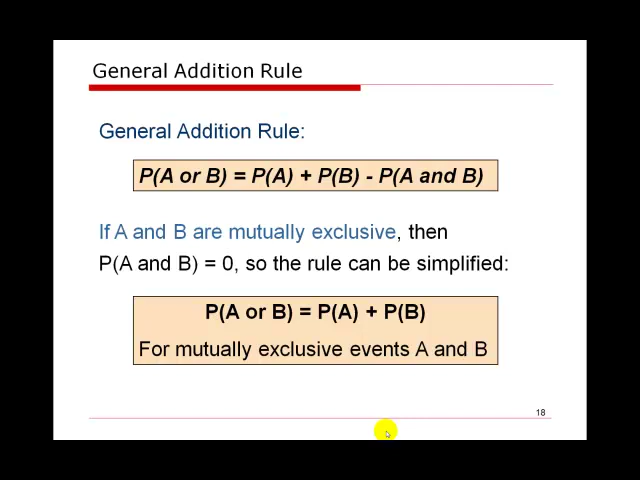 General Addition Rule
General Addition Rule:
P(A or B) = P(A) + P(B) - P(A and B)
If A and B are mutually exclusive, then
P(A and B) = 0, so the rule can be simplified:
P(A or B) = P(A) + P(B)
For mutually exclusive events A and B
18